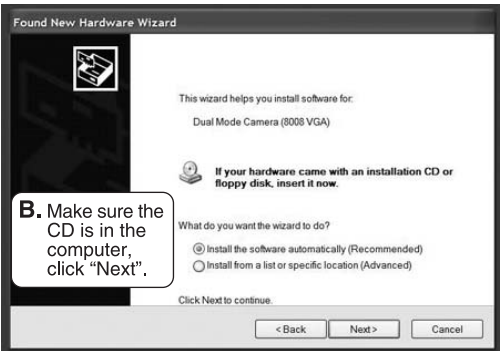 Found New Hardware Wizard
This wizard helps you install software for:
Dual Mode Camera (8008 VGA)
If your hardware came with an installation CD or
floppy disk, insert it now.
B. Make sure the
CD is in the
computer,
click “Next”.
What do you want the wizard to do?
Install the software automatically (Recommended)
Install from a list or specific location (Advanced)
Click Next to continue.
< Back Next > Cancel